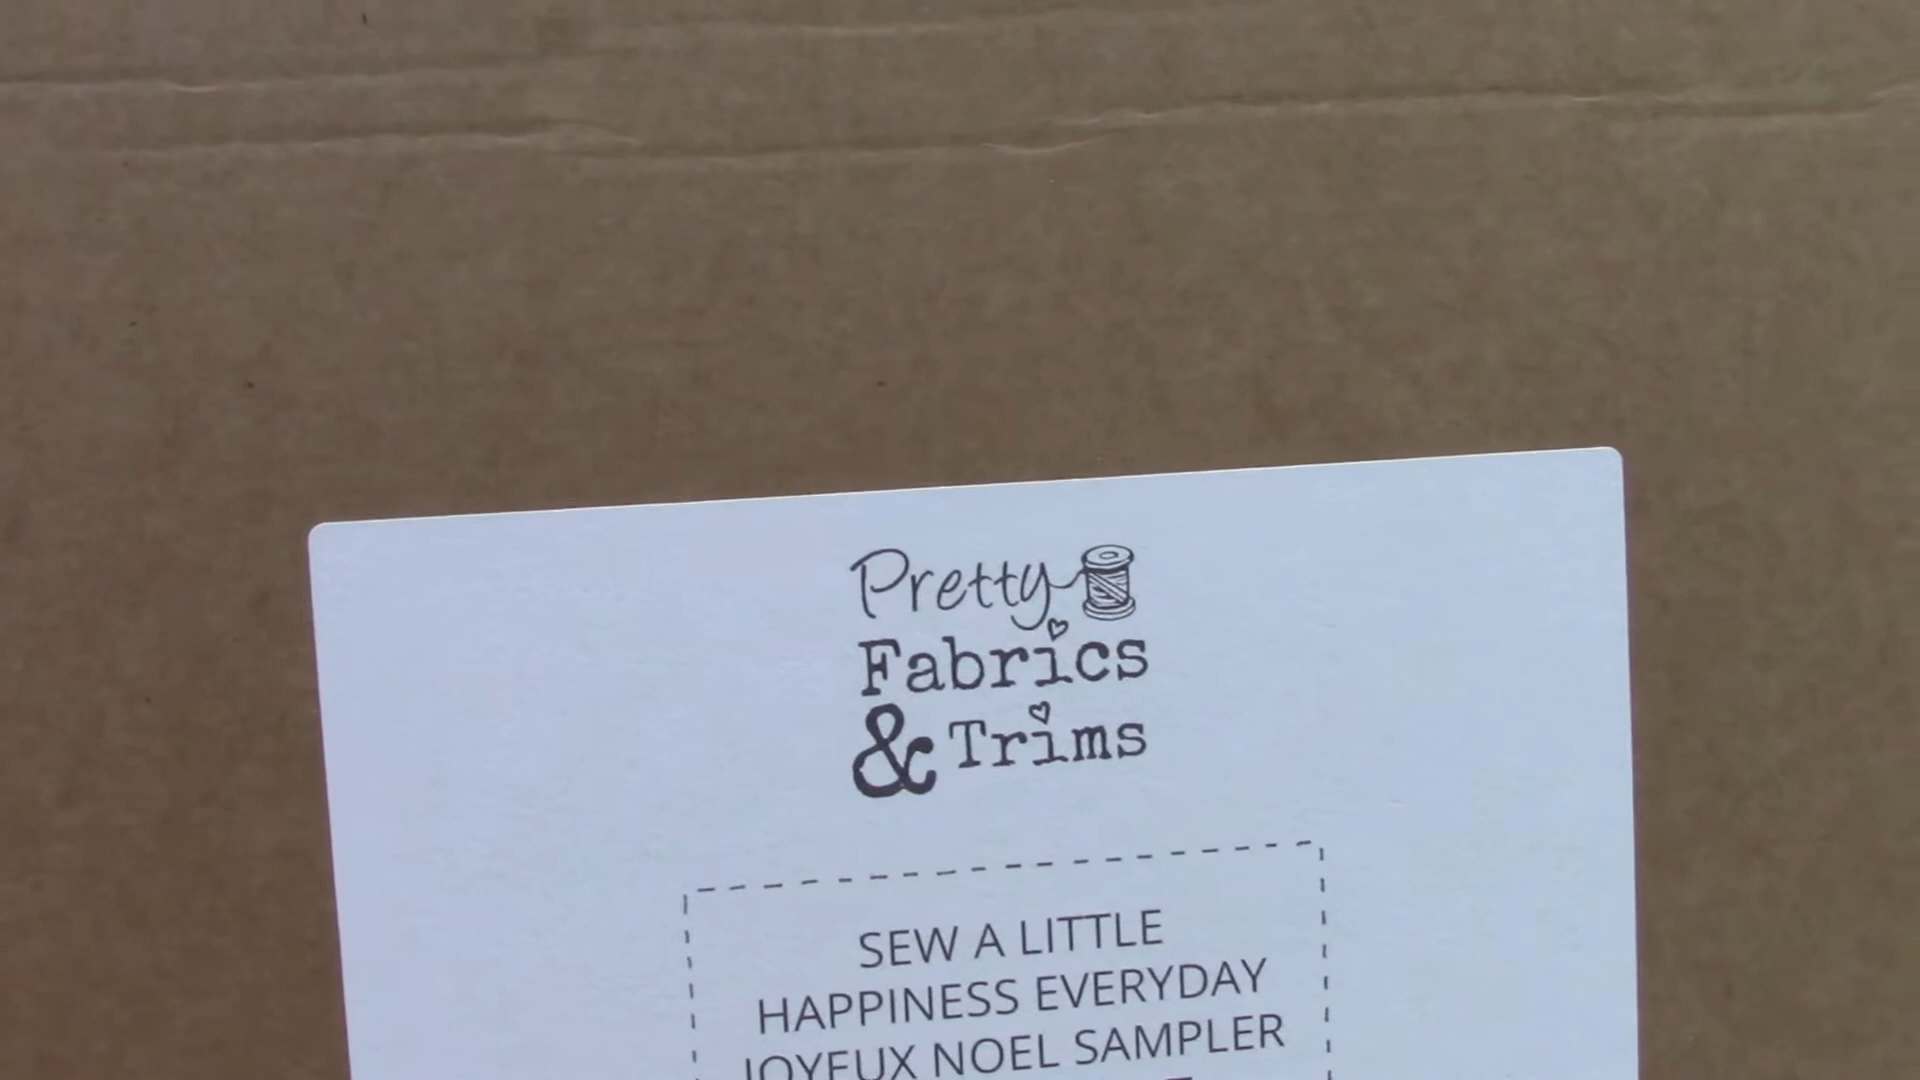 Pretty
Fabrics
& Trims
SEW A LITTLE
HAPPINESS EVERYDAY
JOYEUX NOEL SAMPLER